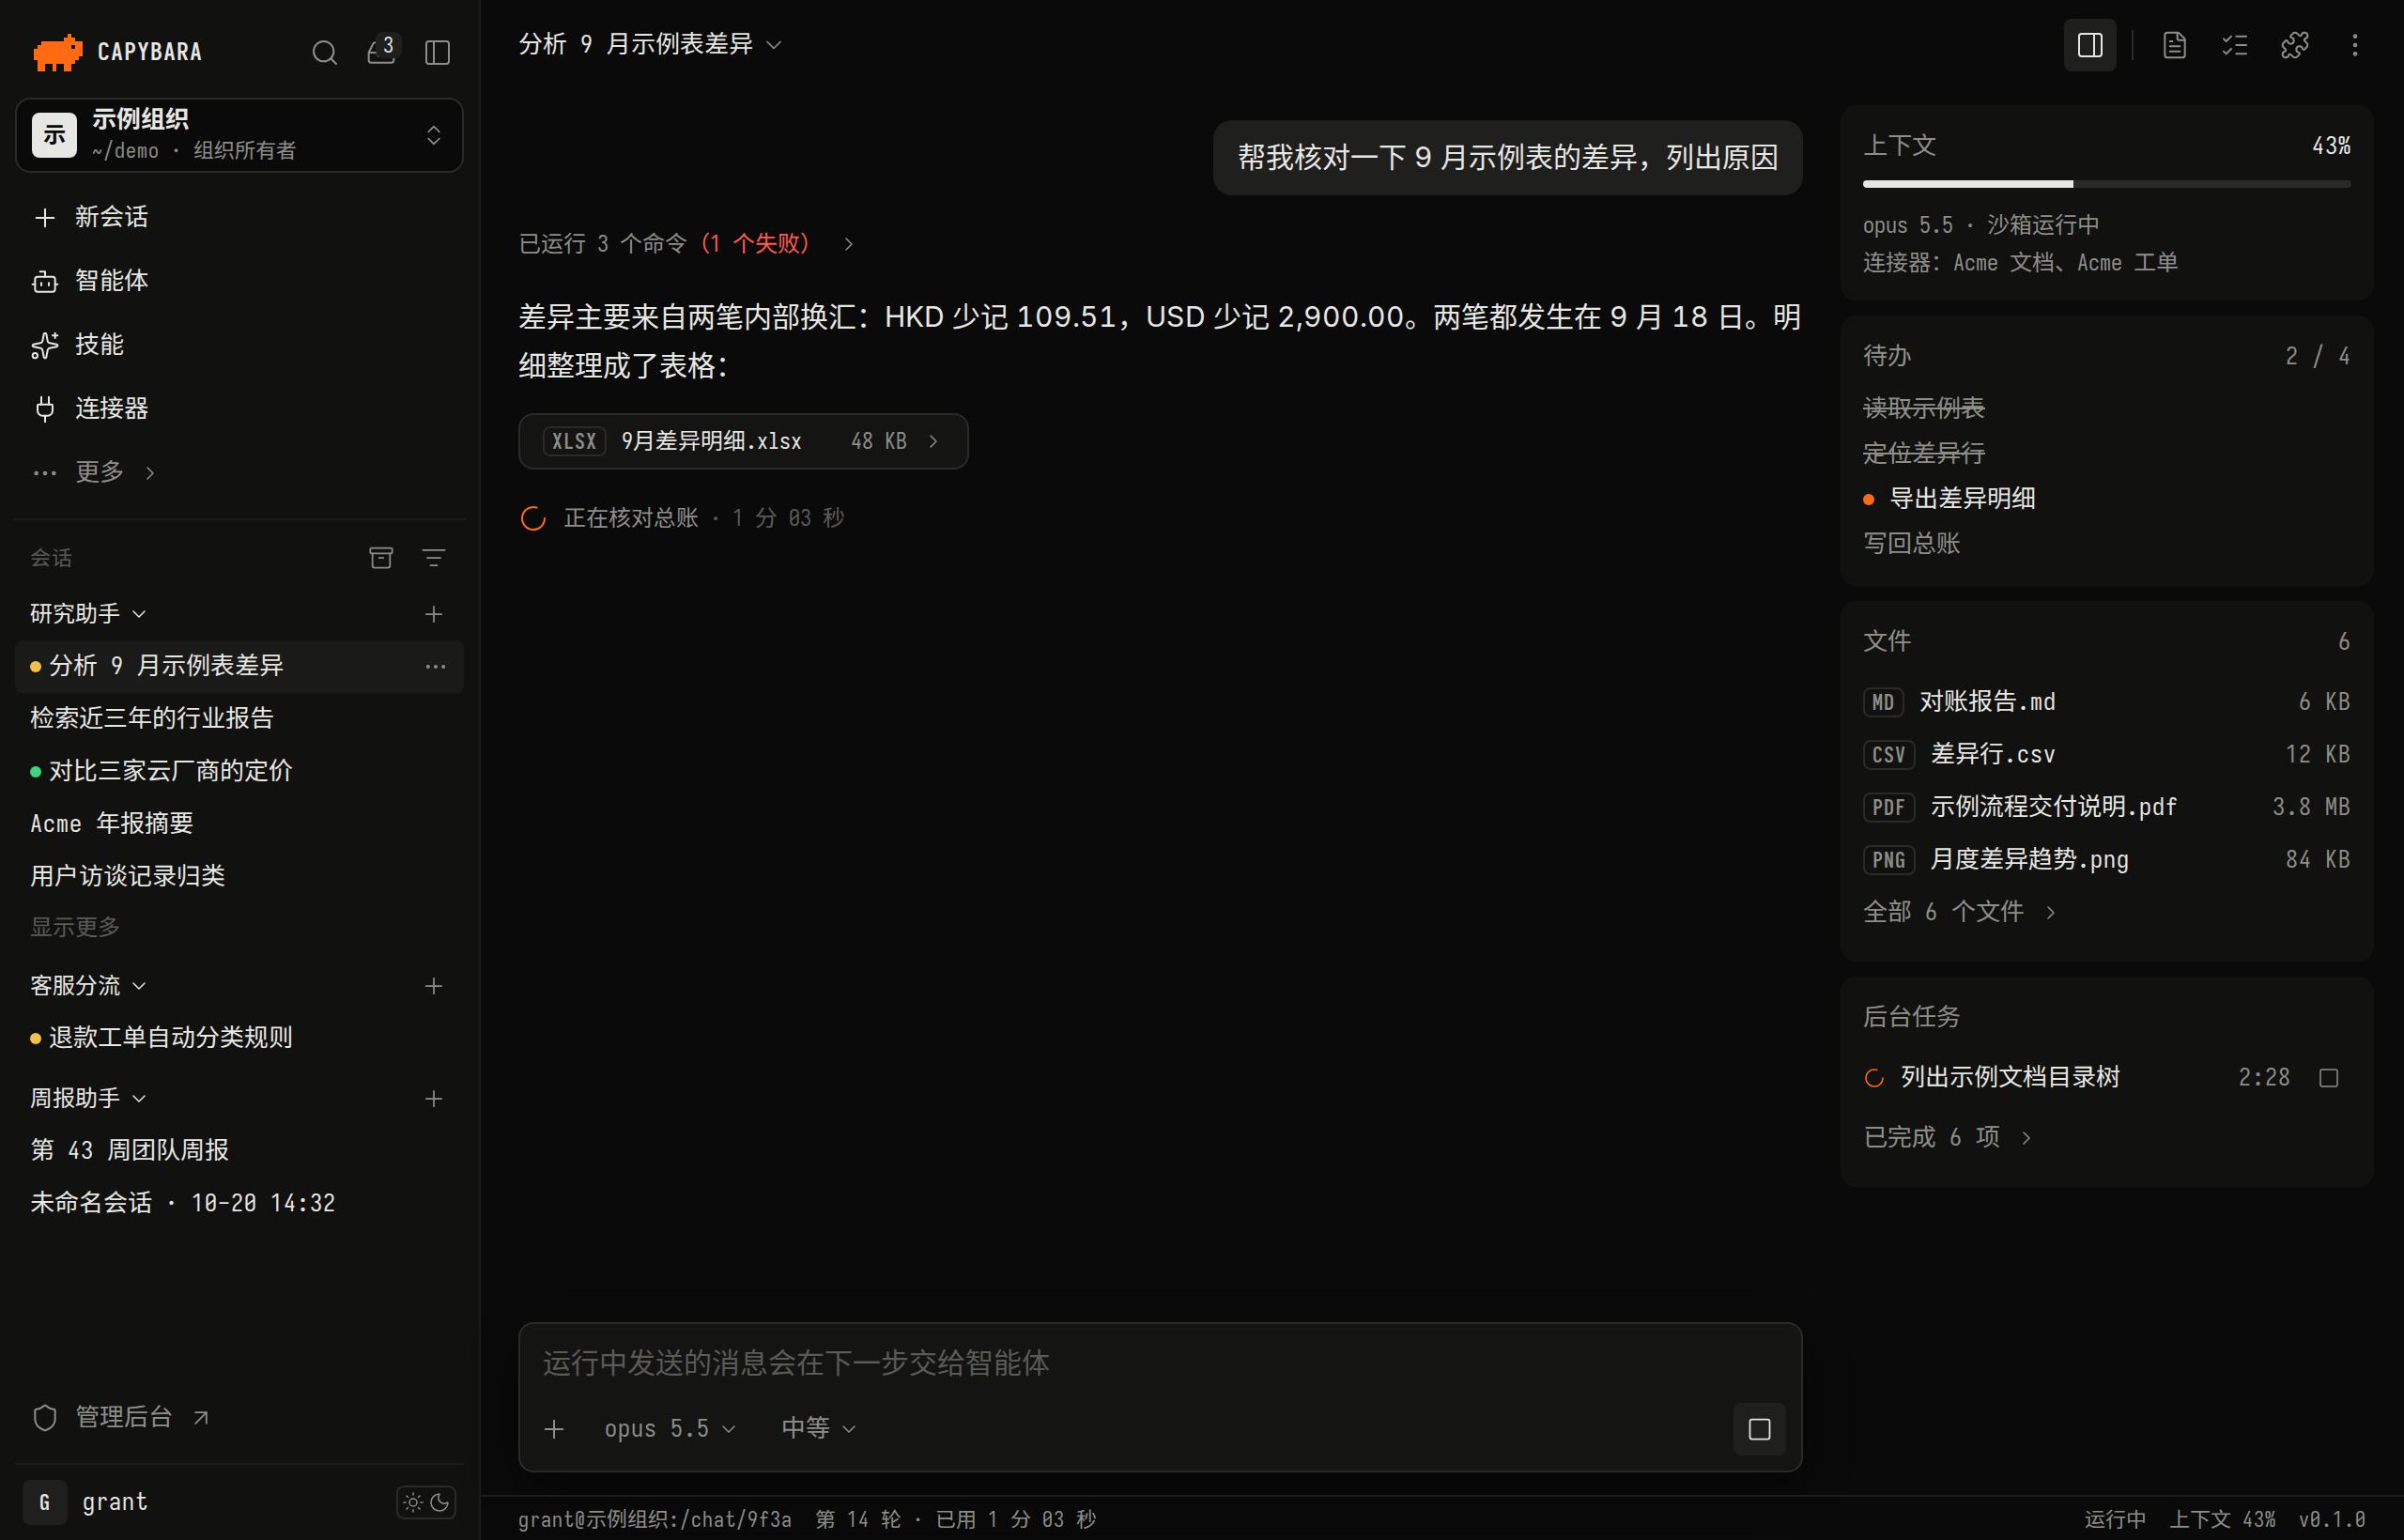 CAPYBARA
3
示
示例组织
~/demo · 组织所有者
新会话
智能体
技能
连接器
更多
会话
研究助手
分析 9 月示例表差异
检索近三年的行业报告
对比三家云厂商的定价
Acme 年报摘要
用户访谈记录归类
显示更多
客服分流
退款工单自动分类规则
周报助手
第 43 周团队周报
未命名会话 · 10-20 14:32
管理后台
G grant
分析 9 月示例表差异
帮我核对一下 9 月示例表的差异，列出原因
已运行 3 个命令（1 个失败）
差异主要来自两笔内部换汇：HKD 少记 109.51，USD 少记 2,900.00。两笔都发生在 9 月 18 日。明
细整理成了表格：
XLSX 9月差异明细.xlsx 48 KB
正在核对总账 · 1 分 03 秒
运行中发送的消息会在下一步交给智能体
opus 5.5 中等
grant@示例组织:/chat/9f3a 第 14 轮 · 已用 1 分 03 秒
运行中 上下文 43% v0.1.0
上下文 43%
opus 5.5 · 沙箱运行中
连接器：Acme 文档、Acme 工单
待办 2 / 4
读取示例表
定位差异行
导出差异明细
写回总账
文件 6
MD 对账报告.md 6 KB
CSV 差异行.csv 12 KB
PDF 示例流程交付说明.pdf 3.8 MB
PNG 月度差异趋势.png 84 KB
全部 6 个文件
后台任务
列出示例文档目录树 2:28
已完成 6 项